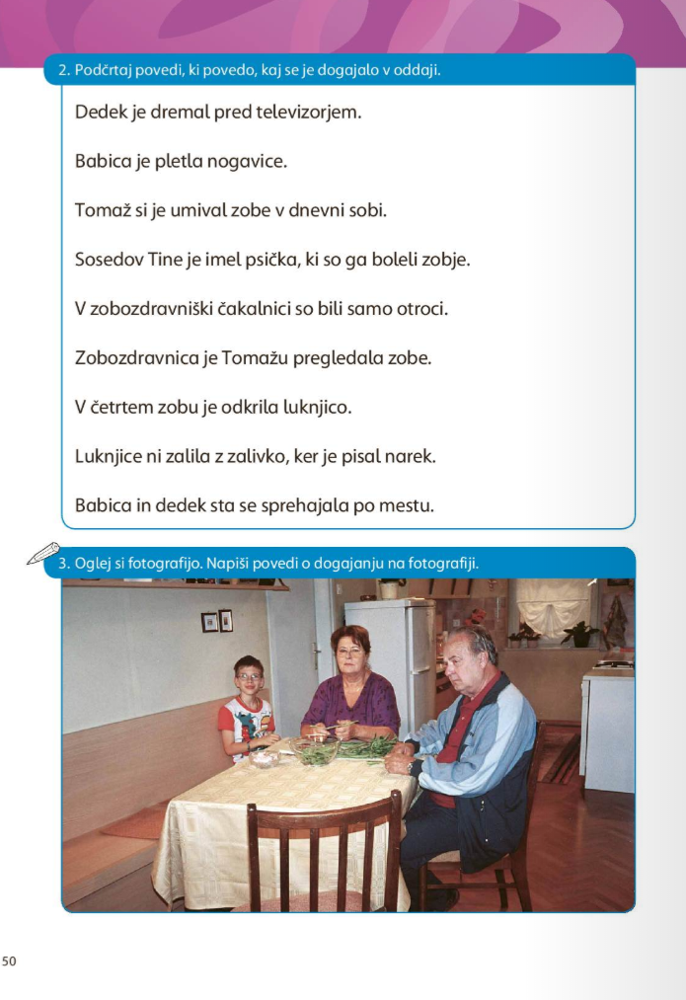 2. Podčrtaj povedi, ki povedo, kaj se je dogajalo v oddaji.
Dedek je dremal pred televizorjem.
Babica je pletla nogavice.
Tomaž si je umival zobe v dnevni sobi.
Sosedov Tine je imel psička, ki so ga boleli zobje.
V zobozdravniški čakalnici so bili samo otroci.
Zobozdravnica je Tomažu pregledala zobe.
V četrtem zobu je odkrila luknjico.
Luknjice ni zalila z zalivko, ker je pisal narek.
Babica in dedek sta se sprehajala po mestu.
3. Oglej si fotografijo. Napiši povedi o dogajanju na fotografiji.
50